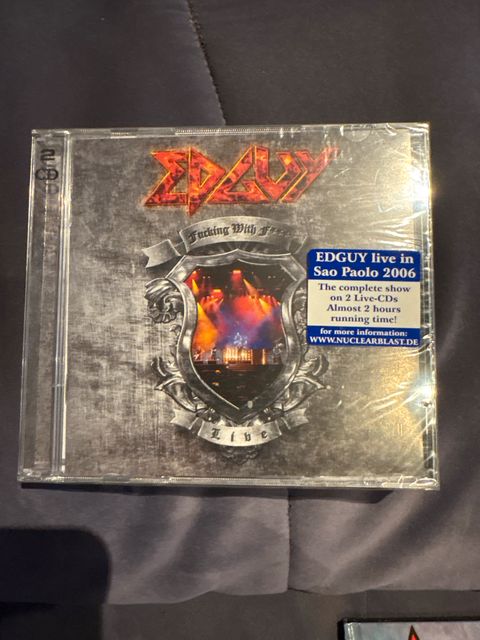 2
CD
EDGUY
Fucking With F***
EDGUY live in
Sao Paolo 2006
The complete show
on 2 Live-CDs
Almost 2 hours
running time!
for more information:
WWW.NUCLEARBLAST.DE
Live